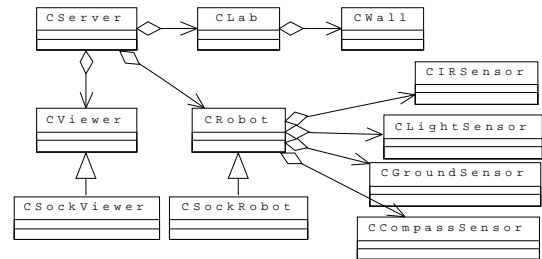 CServer
CLab
CWall
CIRSensor
CViewer
CRobot
CLightSensor
CGroundSensor
CSockViewer
CSockRobot
CCompassSensor